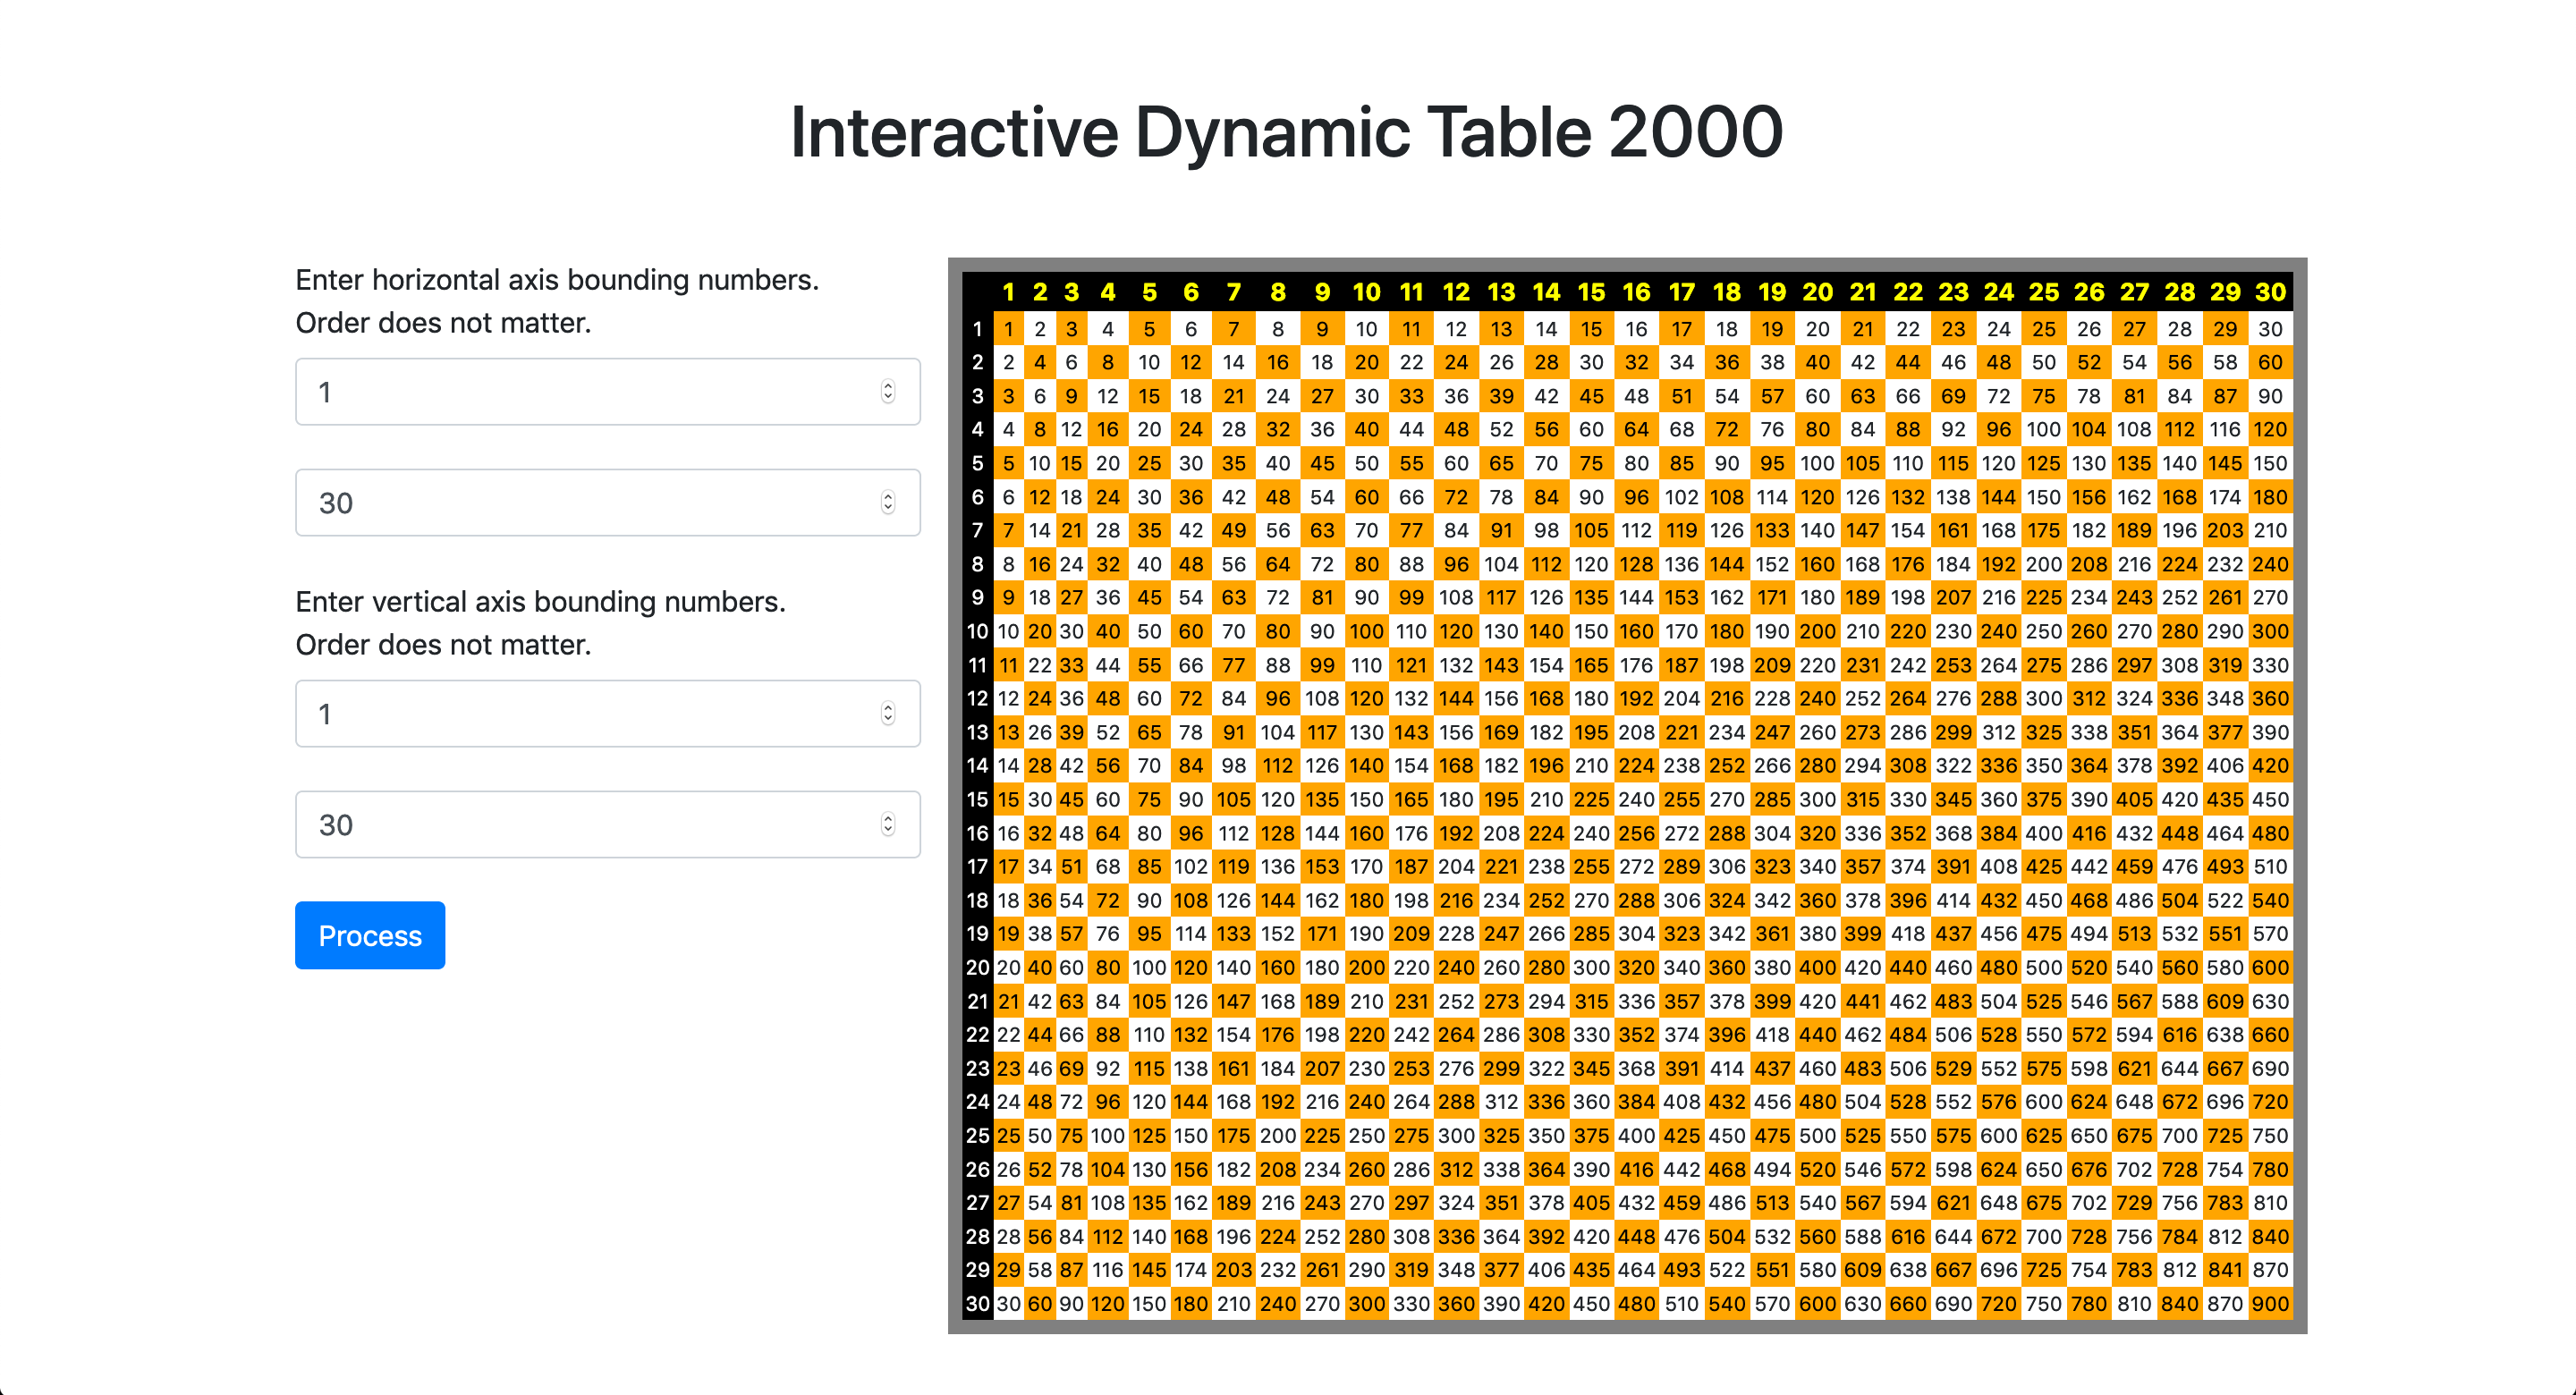 Interactive Dynamic Table 2000
Enter horizontal axis bounding numbers.
Order does not matter.
1
30
Enter vertical axis bounding numbers.
Order does not matter.
1
30
Process
1 2 3 4 5 6 7 8 9 10 11 12 13 14 15 16 17 18 19 20 21 22 23 24 25 26 27 28 29 30
1 1 2 3 4 5 6 7 8 9 10 11 12 13 14 15 16 17 18 19 20 21 22 23 24 25 26 27 28 29 30
2 2 4 6 8 10 12 14 16 18 20 22 24 26 28 30 32 34 36 38 40 42 44 46 48 50 52 54 56 58 60
3 3 6 9 12 15 18 21 24 27 30 33 36 39 42 45 48 51 54 57 60 63 66 69 72 75 78 81 84 87 90
4 4 8 12 16 20 24 28 32 36 40 44 48 52 56 60 64 68 72 76 80 84 88 92 96 100 104 108 112 116 120
5 5 10 15 20 25 30 35 40 45 50 55 60 65 70 75 80 85 90 95 100 105 110 115 120 125 130 135 140 145 150
6 6 12 18 24 30 36 42 48 54 60 66 72 78 84 90 96 102 108 114 120 126 132 138 144 150 156 162 168 174 180
7 7 14 21 28 35 42 49 56 63 70 77 84 91 98 105 112 119 126 133 140 147 154 161 168 175 182 189 196 203 210
8 8 16 24 32 40 48 56 64 72 80 88 96 104 112 120 128 136 144 152 160 168 176 184 192 200 208 216 224 232 240
9 9 18 27 36 45 54 63 72 81 90 99 108 117 126 135 144 153 162 171 180 189 198 207 216 225 234 243 252 261 270
10 10 20 30 40 50 60 70 80 90 100 110 120 130 140 150 160 170 180 190 200 210 220 230 240 250 260 270 280 290 300
11 11 22 33 44 55 66 77 88 99 110 121 132 143 154 165 176 187 198 209 220 231 242 253 264 275 286 297 308 319 330
12 12 24 36 48 60 72 84 96 108 120 132 144 156 168 180 192 204 216 228 240 252 264 276 288 300 312 324 336 348 360
13 13 26 39 52 65 78 91 104 117 130 143 156 169 182 195 208 221 234 247 260 273 286 299 312 325 338 351 364 377 390
14 14 28 42 56 70 84 98 112 126 140 154 168 182 196 210 224 238 252 266 280 294 308 322 336 350 364 378 392 406 420
15 15 30 45 60 75 90 105 120 135 150 165 180 195 210 225 240 255 270 285 300 315 330 345 360 375 390 405 420 435 450
16 16 32 48 64 80 96 112 128 144 160 176 192 208 224 240 256 272 288 304 320 336 352 368 384 400 416 432 448 464 480
17 17 34 51 68 85 102 119 136 153 170 187 204 221 238 255 272 289 306 323 340 357 374 391 408 425 442 459 476 493 510
18 18 36 54 72 90 108 126 144 162 180 198 216 234 252 270 288 306 324 342 360 378 396 414 432 450 468 486 504 522 540
19 19 38 57 76 95 114 133 152 171 190 209 228 247 266 285 304 323 342 361 380 399 418 437 456 475 494 513 532 551 570
20 20 40 60 80 100 120 140 160 180 200 220 240 260 280 300 320 340 360 380 400 420 440 460 480 500 520 540 560 580 600
21 21 42 63 84 105 126 147 168 189 210 231 252 273 294 315 336 357 378 399 420 441 462 483 504 525 546 567 588 609 630
22 22 44 66 88 110 132 154 176 198 220 242 264 286 308 330 352 374 396 418 440 462 484 506 528 550 572 594 616 638 660
23 23 46 69 92 115 138 161 184 207 230 253 276 299 322 345 368 391 414 437 460 483 506 529 552 575 598 621 644 667 690
24 24 48 72 96 120 144 168 192 216 240 264 288 312 336 360 384 408 432 456 480 504 528 552 576 600 624 648 672 696 720
25 25 50 75 100 125 150 175 200 225 250 275 300 325 350 375 400 425 450 475 500 525 550 575 600 625 650 675 700 725 750
26 26 52 78 104 130 156 182 208 234 260 286 312 338 364 390 416 442 468 494 520 546 572 598 624 650 676 702 728 754 780
27 27 54 81 108 135 162 189 216 243 270 297 324 351 378 405 432 459 486 513 540 567 594 621 648 675 702 729 756 783 810
28 28 56 84 112 140 168 196 224 252 280 308 336 364 392 420 448 476 504 532 560 588 616 644 672 700 728 756 784 812 840
29 29 58 87 116 145 174 203 232 261 290 319 348 377 406 435 464 493 522 551 580 609 638 667 696 725 754 783 812 841 870
30 30 60 90 120 150 180 210 240 270 300 330 360 390 420 450 480 510 540 570 600 630 660 690 720 750 780 810 840 870 900